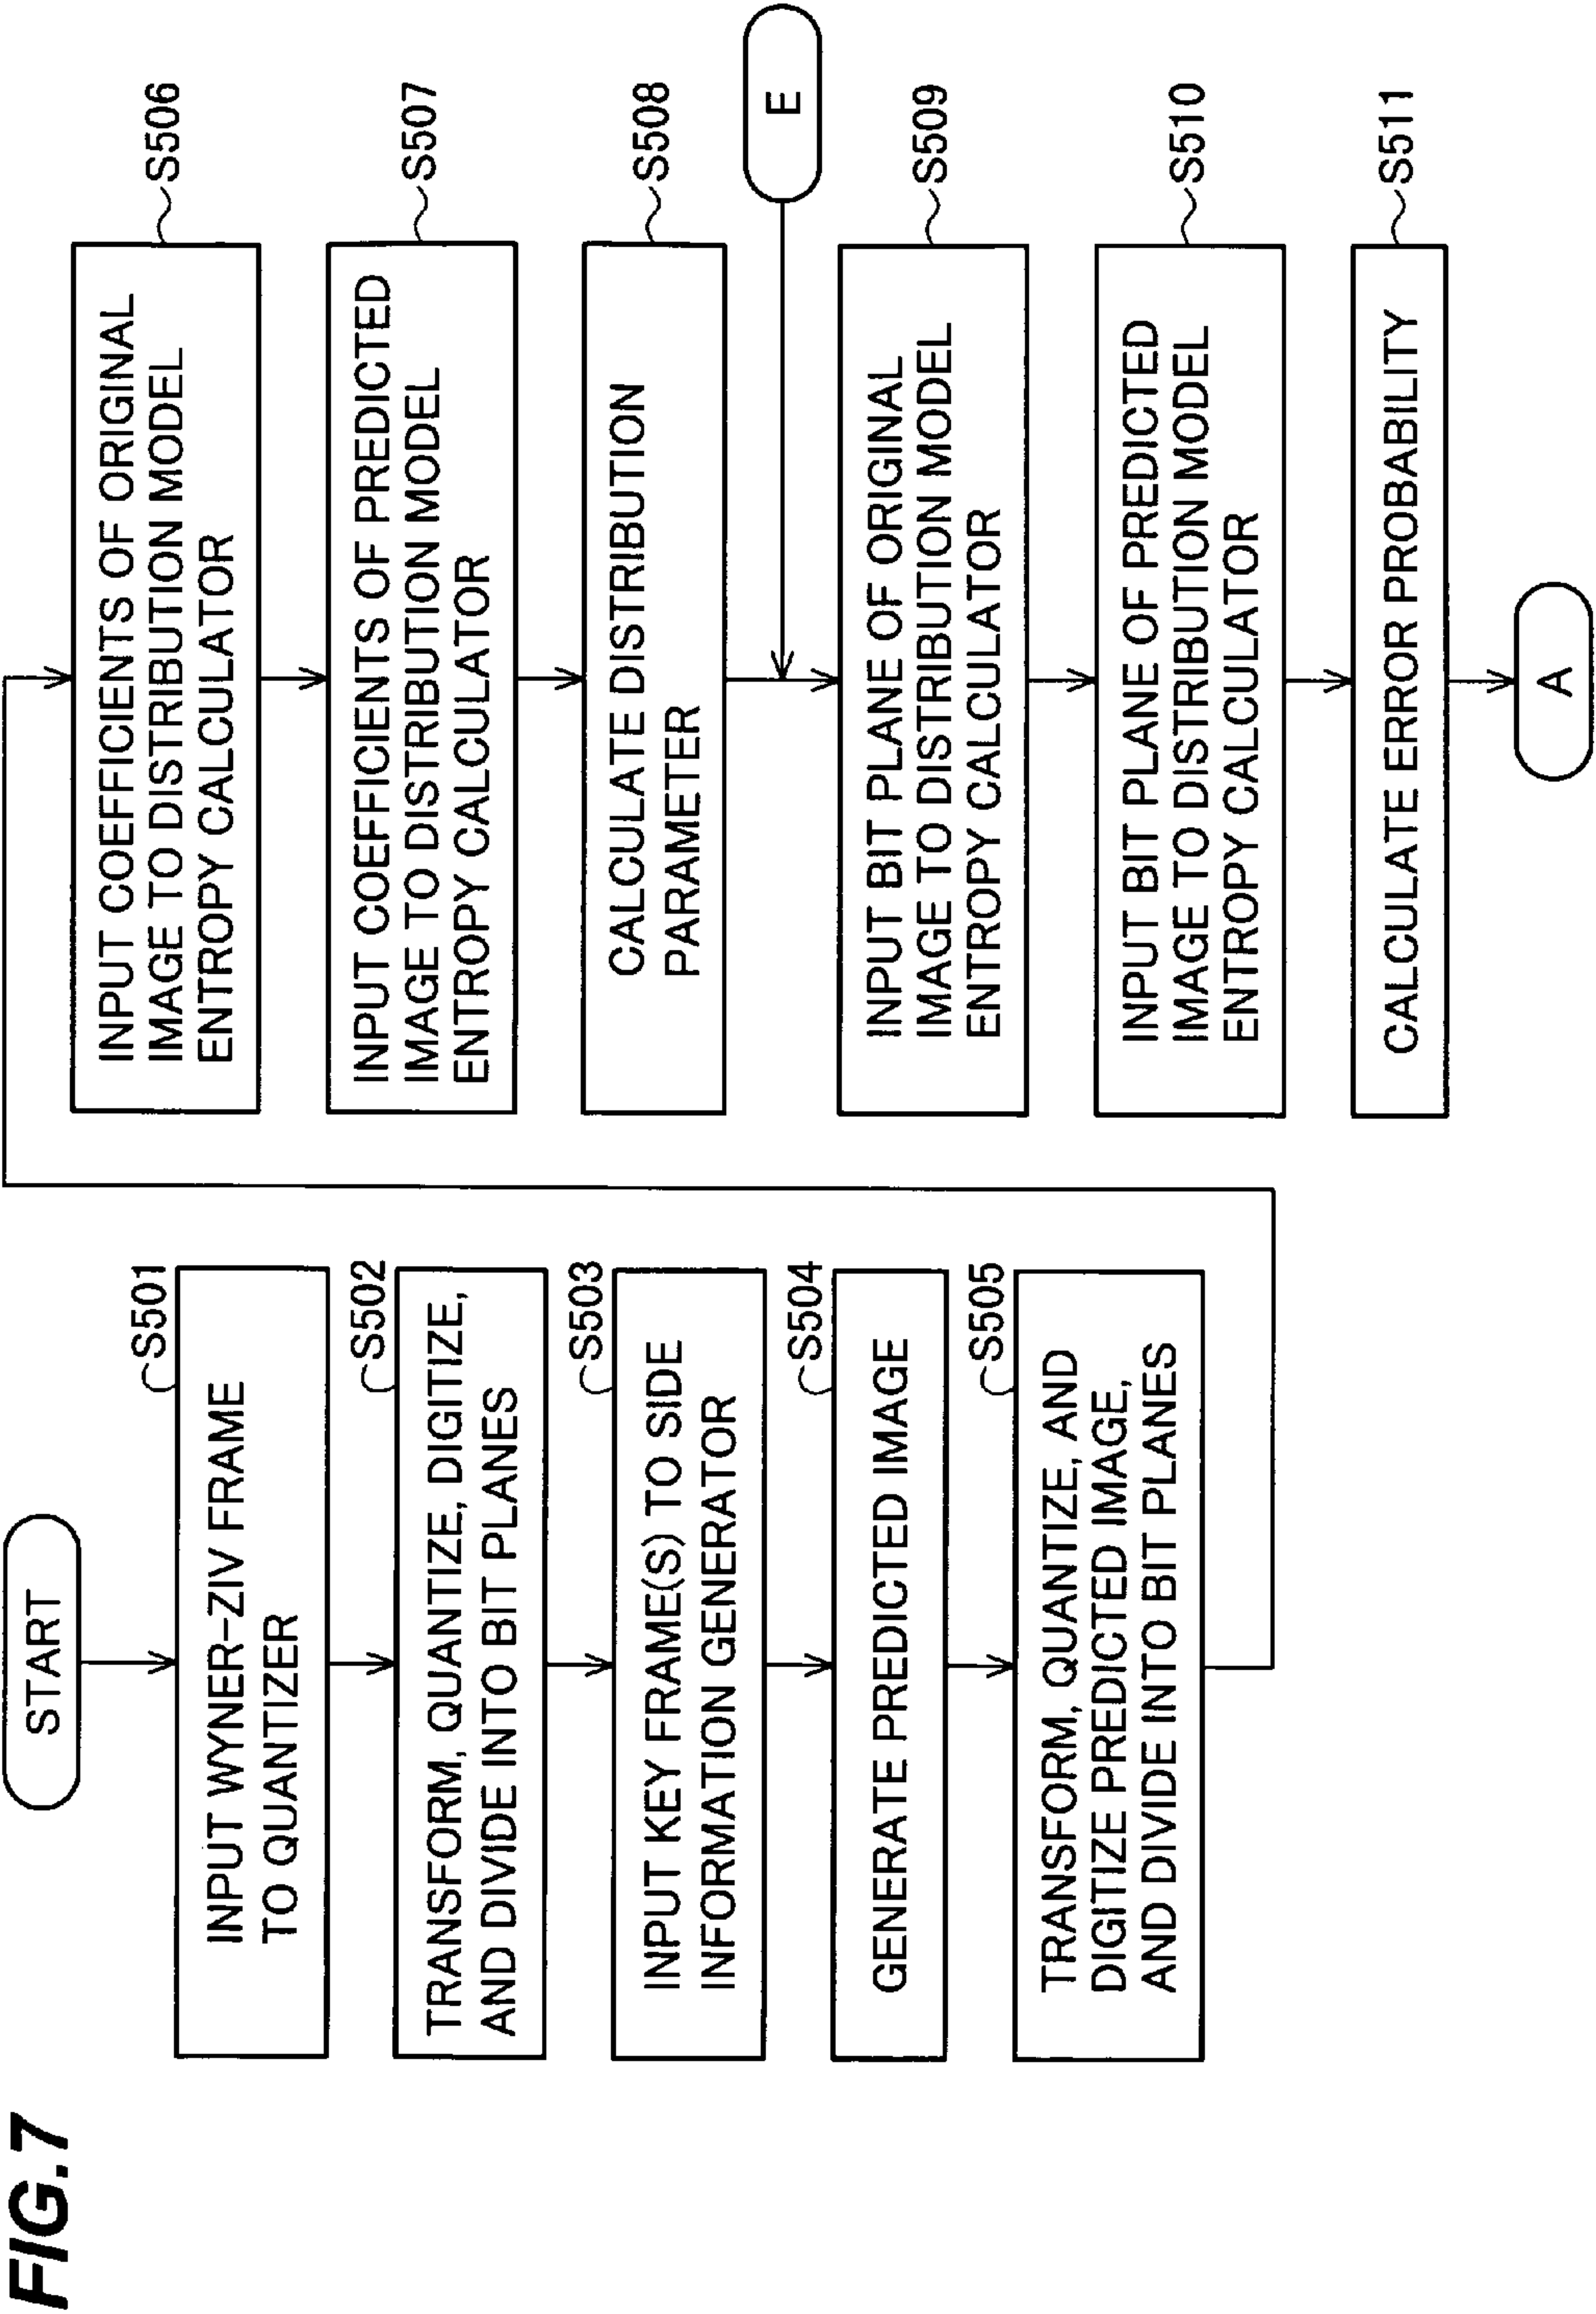 FIG.7
START
S501
INPUT WYNER-ZIV FRAME
TO QUANTIZER
S502
TRANSFORM, QUANTIZE, DIGITIZE,
AND DIVIDE INTO BIT PLANES
S503
INPUT KEY FRAME(S) TO SIDE
INFORMATION GENERATOR
S504
GENERATE PREDICTED IMAGE
S505
TRANSFORM, QUANTIZE, AND
DIGITIZE PREDICTED IMAGE,
AND DIVIDE INTO BIT PLANES
S506
INPUT COEFFICIENTS OF ORIGINAL
IMAGE TO DISTRIBUTION MODEL
ENTROPY CALCULATOR
S507
INPUT COEFFICIENTS OF PREDICTED
IMAGE TO DISTRIBUTION MODEL
ENTROPY CALCULATOR
S508
CALCULATE DISTRIBUTION
PARAMETER
E
S509
INPUT BIT PLANE OF ORIGINAL
IMAGE TO DISTRIBUTION MODEL
ENTROPY CALCULATOR
S510
INPUT BIT PLANE OF PREDICTED
IMAGE TO DISTRIBUTION MODEL
ENTROPY CALCULATOR
S511
CALCULATE ERROR PROBABILITY
A